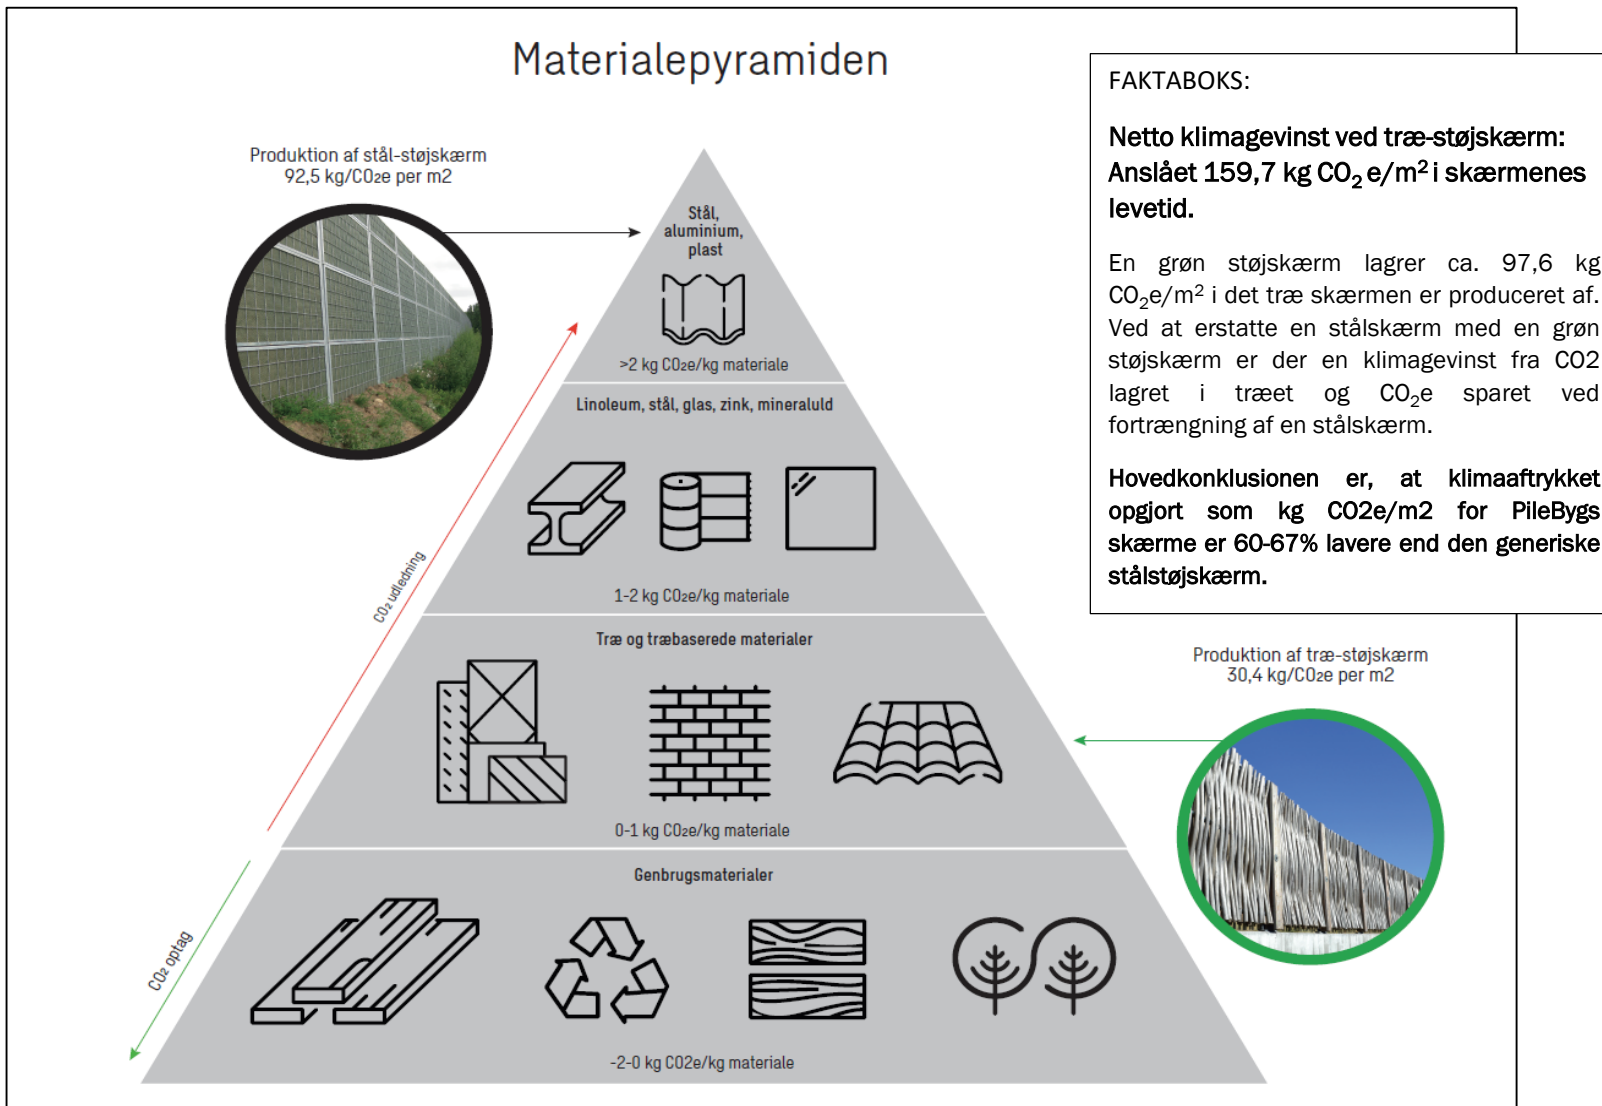 Materialepyramiden
Produktion af stål-støjskærm
92,5 kg/CO₂e per m2
Stål,
aluminium,
plast
>2 kg CO₂e/kg materiale
Linoleum, stål, glas, zink, mineraluld
1-2 kg CO₂e/kg materiale
Træ og træbaserede materialer
0-1 kg CO₂e/kg materiale
Genbrugsmaterialer
-2-0 kg CO2e/kg materiale
CO₂ udledning
CO₂ optag
FAKTABOKS:
Netto klimagevinst ved træ-støjskærm:
Anslået 159,7 kg CO₂ e/m² i skærmenes
levetid.
En grøn støjskærm lagrer ca. 97,6 kg
CO₂e/m² i det træ skærmen er produceret af.
Ved at erstatte en stålskærm med en grøn
støjskærm er der en klimagevinst fra CO2
lagret i træet og CO₂e sparet ved
fortrængning af en stålskærm.
Hovedkonklusionen er, at klimaaftrykket
opgjort som kg CO2e/m2 for PileBygs
skærme er 60-67% lavere end den generiske
stålstøjskærm.
Produktion af træ-støjskærm
30,4 kg/CO₂e per m2